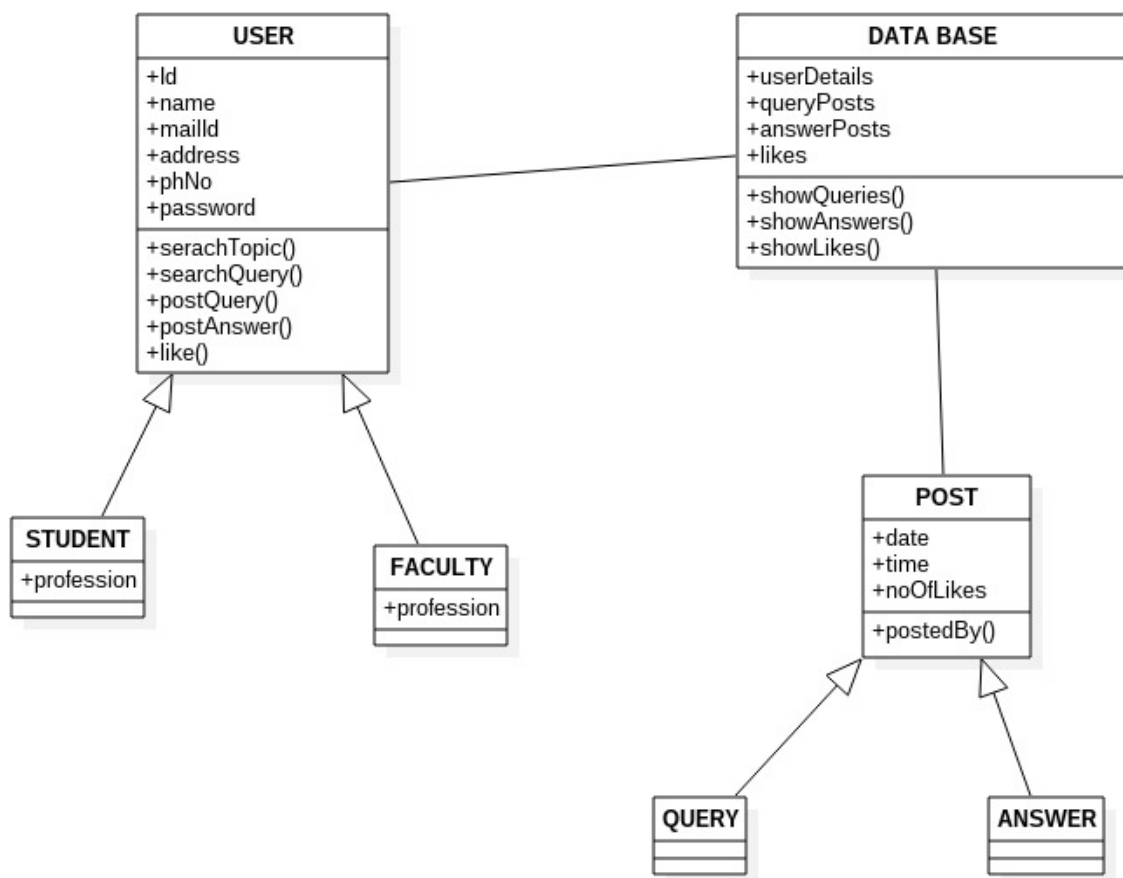 USER
+Id
+name
+mailId
+address
+phNo
+password
+serachTopic()
+searchQuery()
+postQuery()
+postAnswer()
+like()
DATA BASE
+userDetails
+queryPosts
+answerPosts
+likes
+showQueries()
+showAnswers()
+showLikes()
STUDENT
+profession
FACULTY
+profession
POST
+date
+time
+noOfLikes
+postedBy()
QUERY
ANSWER